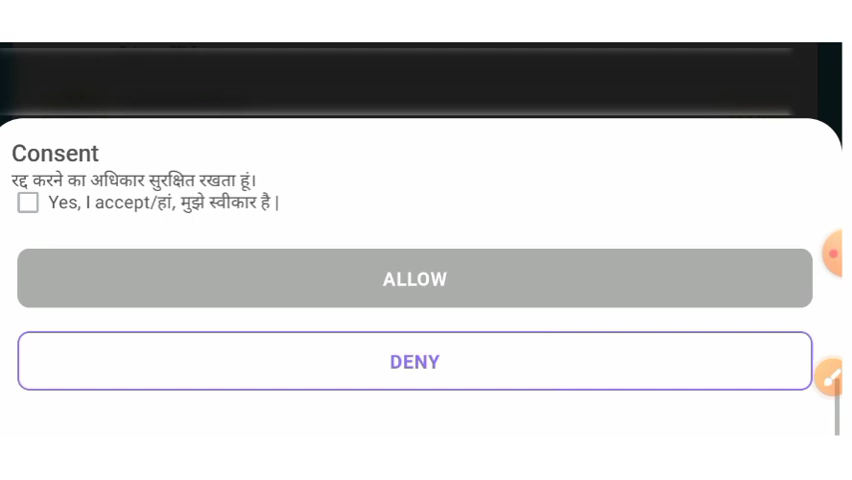 Consent
रद्द करने का अधिकार सुरक्षित रखता हूं।
Yes, I accept/हां, मुझे स्वीकार है |
ALLOW
DENY